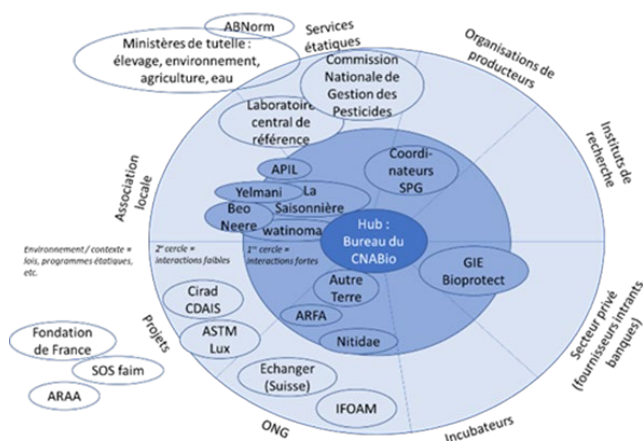 ABNorm
Services étatiques
Ministères de tutelle :
élevage, environnement,
agriculture, eau
Commission
Nationale de
Gestion des
Pesticides
Organisations de
producteurs
Laboratoire
central de
référence
Instituts de
recherche
Association
locale
APIL
Coordi-
nateurs
SPG
Yelmani
La
Saisonnière
Beo
Neere
watinoma
Hub :
Bureau du
CNABio
Environnement / contexte =
lois, programmes étatiques,
etc.
2e cercle =
interactions faibles
1er cercle =
interactions fortes
GIE
Bioprotect
Autre
Terre
Cirad
CDAIS
ARFA
Projets
ASTM
Lux
Nitidae
Fondation
de France
SOS faim
ARAA
Echanger
(Suisse)
IFOAM
ONG
Incubateurs
Secteur privé
(fournisseurs intrants
banques)